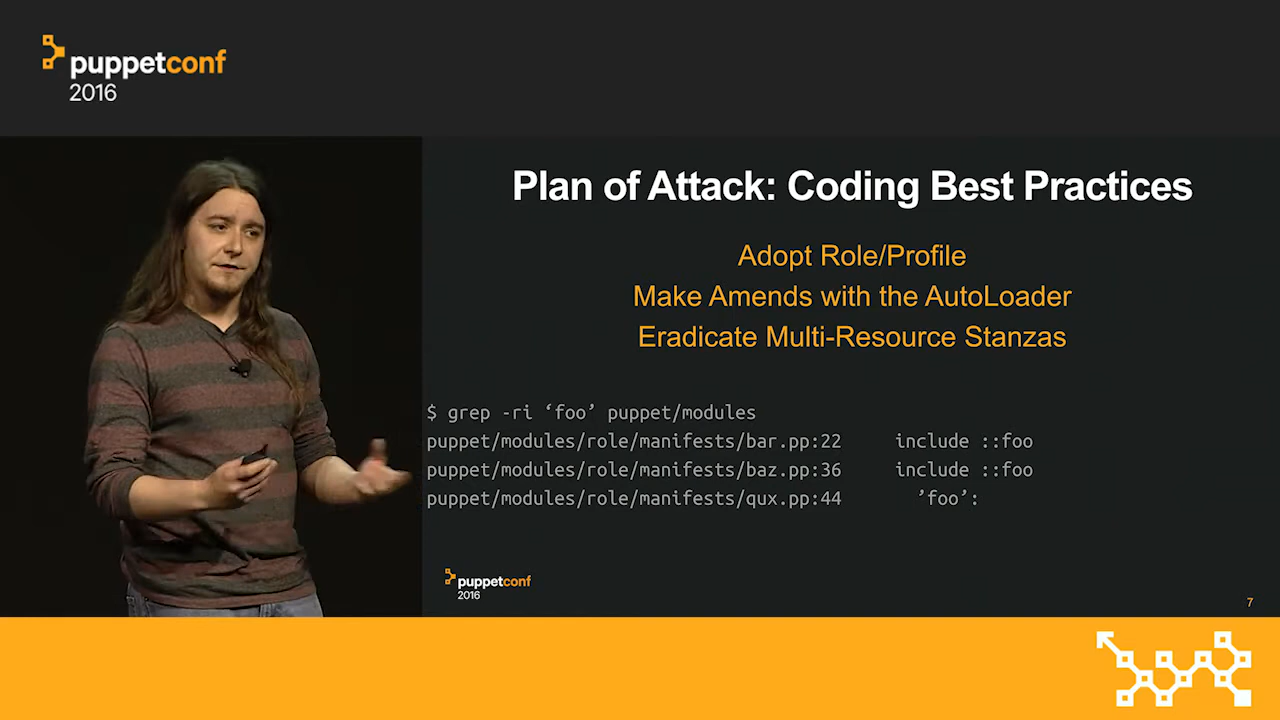 puppetconf
2016
Plan of Attack: Coding Best Practices
Adopt Role/Profile
Make Amends with the AutoLoader
Eradicate Multi-Resource Stanzas
$ grep -ri ‘foo’ puppet/modules
puppet/modules/role/manifests/bar.pp:22     include ::foo
puppet/modules/role/manifests/baz.pp:36     include ::foo
puppet/modules/role/manifests/qux.pp:44       ’foo’:
puppetconf
2016
7